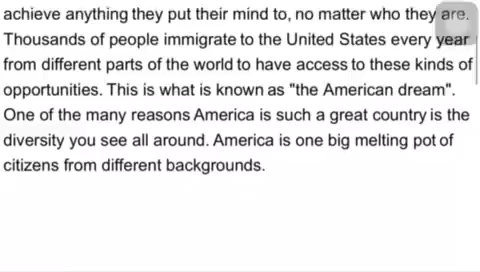 achieve anything they put their mind to, no matter who they are.
Thousands of people immigrate to the United States every year
from different parts of the world to have access to these kinds of
opportunities. This is what is known as "the American dream".
One of the many reasons America is such a great country is the
diversity you see all around. America is one big melting pot of
citizens from different backgrounds.